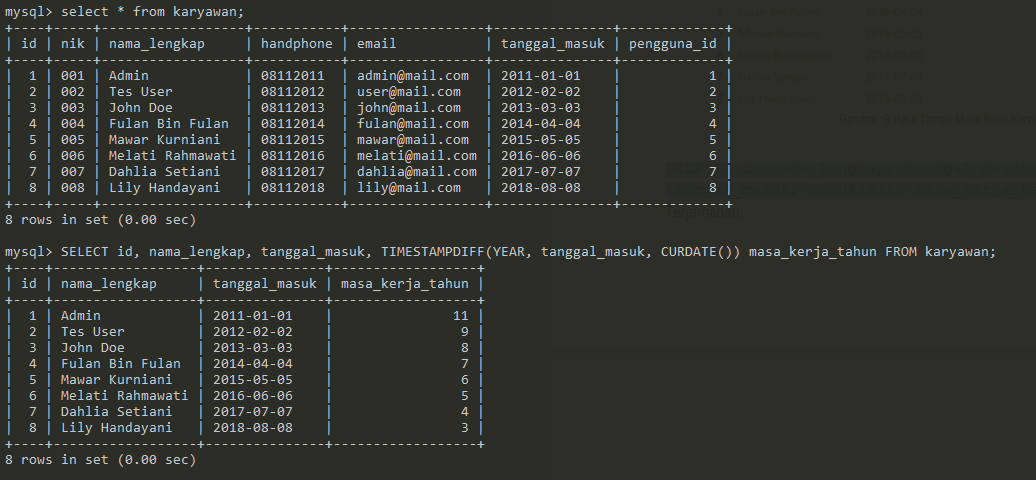 mysql> select * from karyawan;
+----+-----+------------------+-----------+-----------------+---------------+-------------+
| id | nik | nama_lengkap     | handphone | email           | tanggal_masuk | pengguna_id |
+----+-----+------------------+-----------+-----------------+---------------+-------------+
|  1 | 001 | Admin            | 08112011  | admin@mail.com  | 2011-01-01    |           1 |
|  2 | 002 | Tes User         | 08112012  | user@mail.com   | 2012-02-02    |           2 |
|  3 | 003 | John Doe         | 08112013  | john@mail.com   | 2013-03-03    |           3 |
|  4 | 004 | Fulan Bin Fulan  | 08112014  | fulan@mail.com  | 2014-04-04    |           4 |
|  5 | 005 | Mawar Kurniani   | 08112015  | mawar@mail.com  | 2015-05-05    |           5 |
|  6 | 006 | Melati Rahmawati | 08112016  | melati@mail.com | 2016-06-06    |           6 |
|  7 | 007 | Dahlia Setiani   | 08112017  | dahlia@mail.com | 2017-07-07    |           7 |
|  8 | 008 | Lily Handayani   | 08112018  | lily@mail.com   | 2018-08-08    |           8 |
+----+-----+------------------+-----------+-----------------+---------------+-------------+
8 rows in set (0.00 sec)
mysql> SELECT id, nama_lengkap, tanggal_masuk, TIMESTAMPDIFF(YEAR, tanggal_masuk, CURDATE()) masa_kerja_tahun FROM karyawan;
+----+------------------+---------------+------------------+
| id | nama_lengkap     | tanggal_masuk | masa_kerja_tahun |
+----+------------------+---------------+------------------+
|  1 | Admin            | 2011-01-01    |               11 |
|  2 | Tes User         | 2012-02-02    |                9 |
|  3 | John Doe         | 2013-03-03    |                8 |
|  4 | Fulan Bin Fulan  | 2014-04-04    |                7 |
|  5 | Mawar Kurniani   | 2015-05-05    |                6 |
|  6 | Melati Rahmawati | 2016-06-06    |                5 |
|  7 | Dahlia Setiani   | 2017-07-07    |                4 |
|  8 | Lily Handayani   | 2018-08-08    |                3 |
+----+------------------+---------------+------------------+
8 rows in set (0.00 sec)